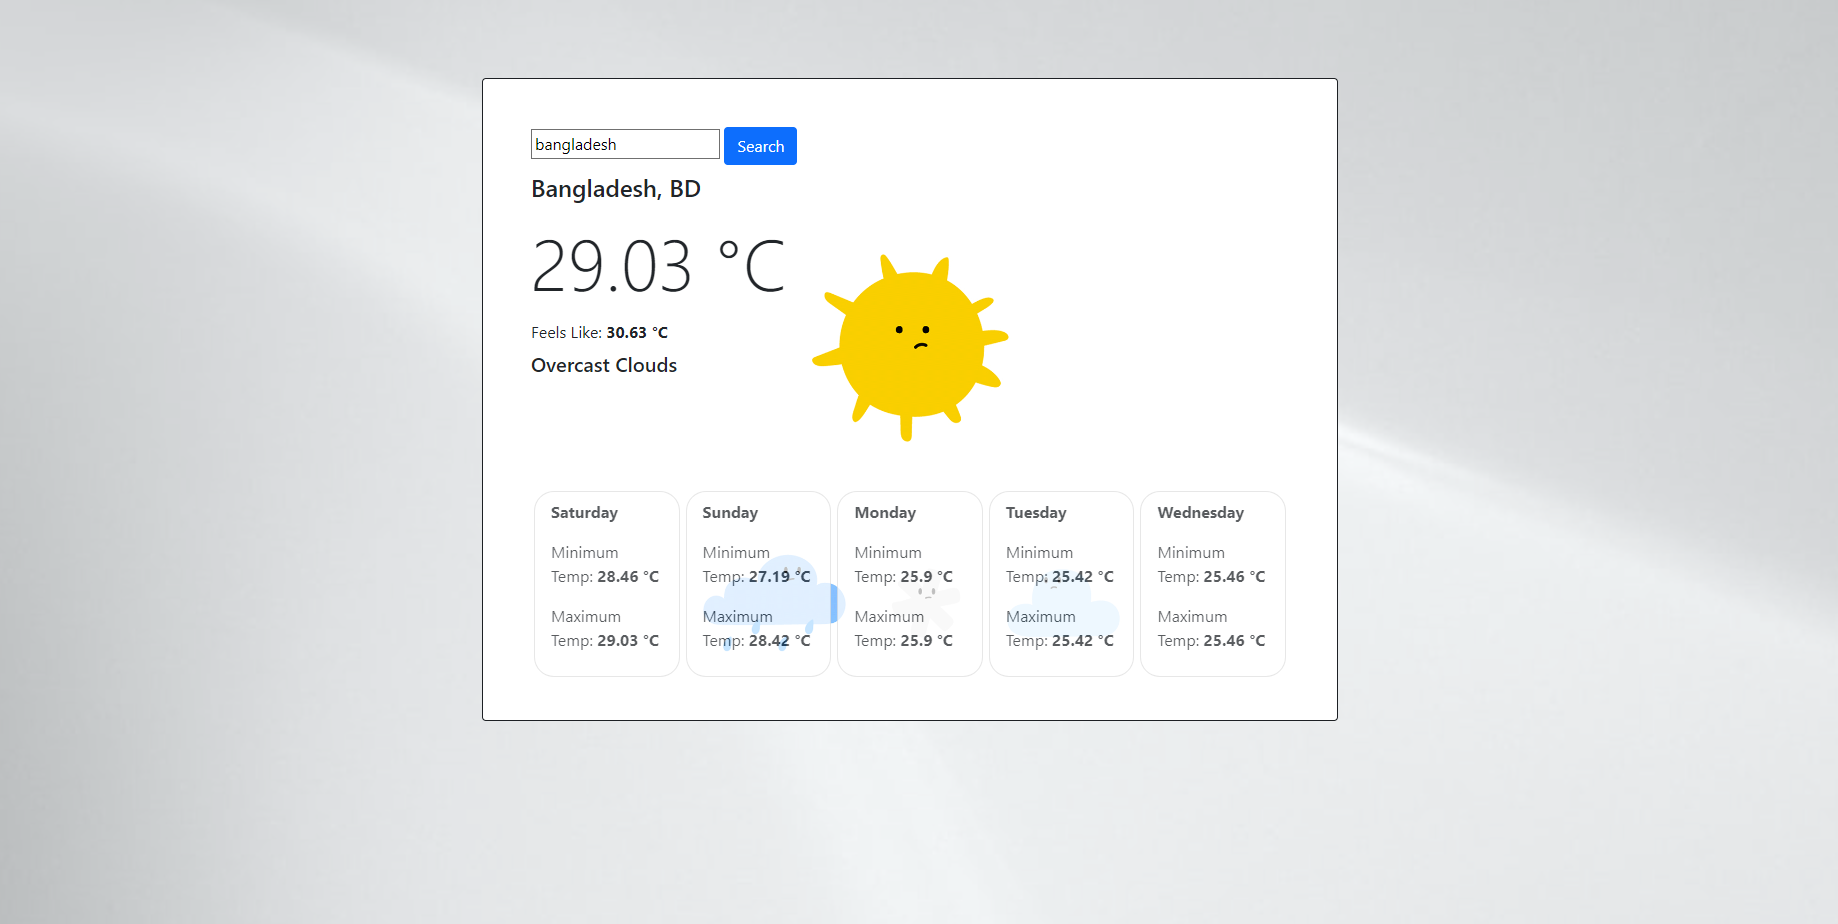 bangladesh Search
Bangladesh, BD
29.03 °C
Feels Like: 30.63 °C
Overcast Clouds
Saturday
Minimum
Temp: 28.46 °C
Maximum
Temp: 29.03 °C
Sunday
Minimum
Temp: 27.19 °C
Maximum
Temp: 28.42 °C
Monday
Minimum
Temp: 25.9 °C
Maximum
Temp: 25.9 °C
Tuesday
Minimum
Temp: 25.42 °C
Maximum
Temp: 25.42 °C
Wednesday
Minimum
Temp: 25.46 °C
Maximum
Temp: 25.46 °C